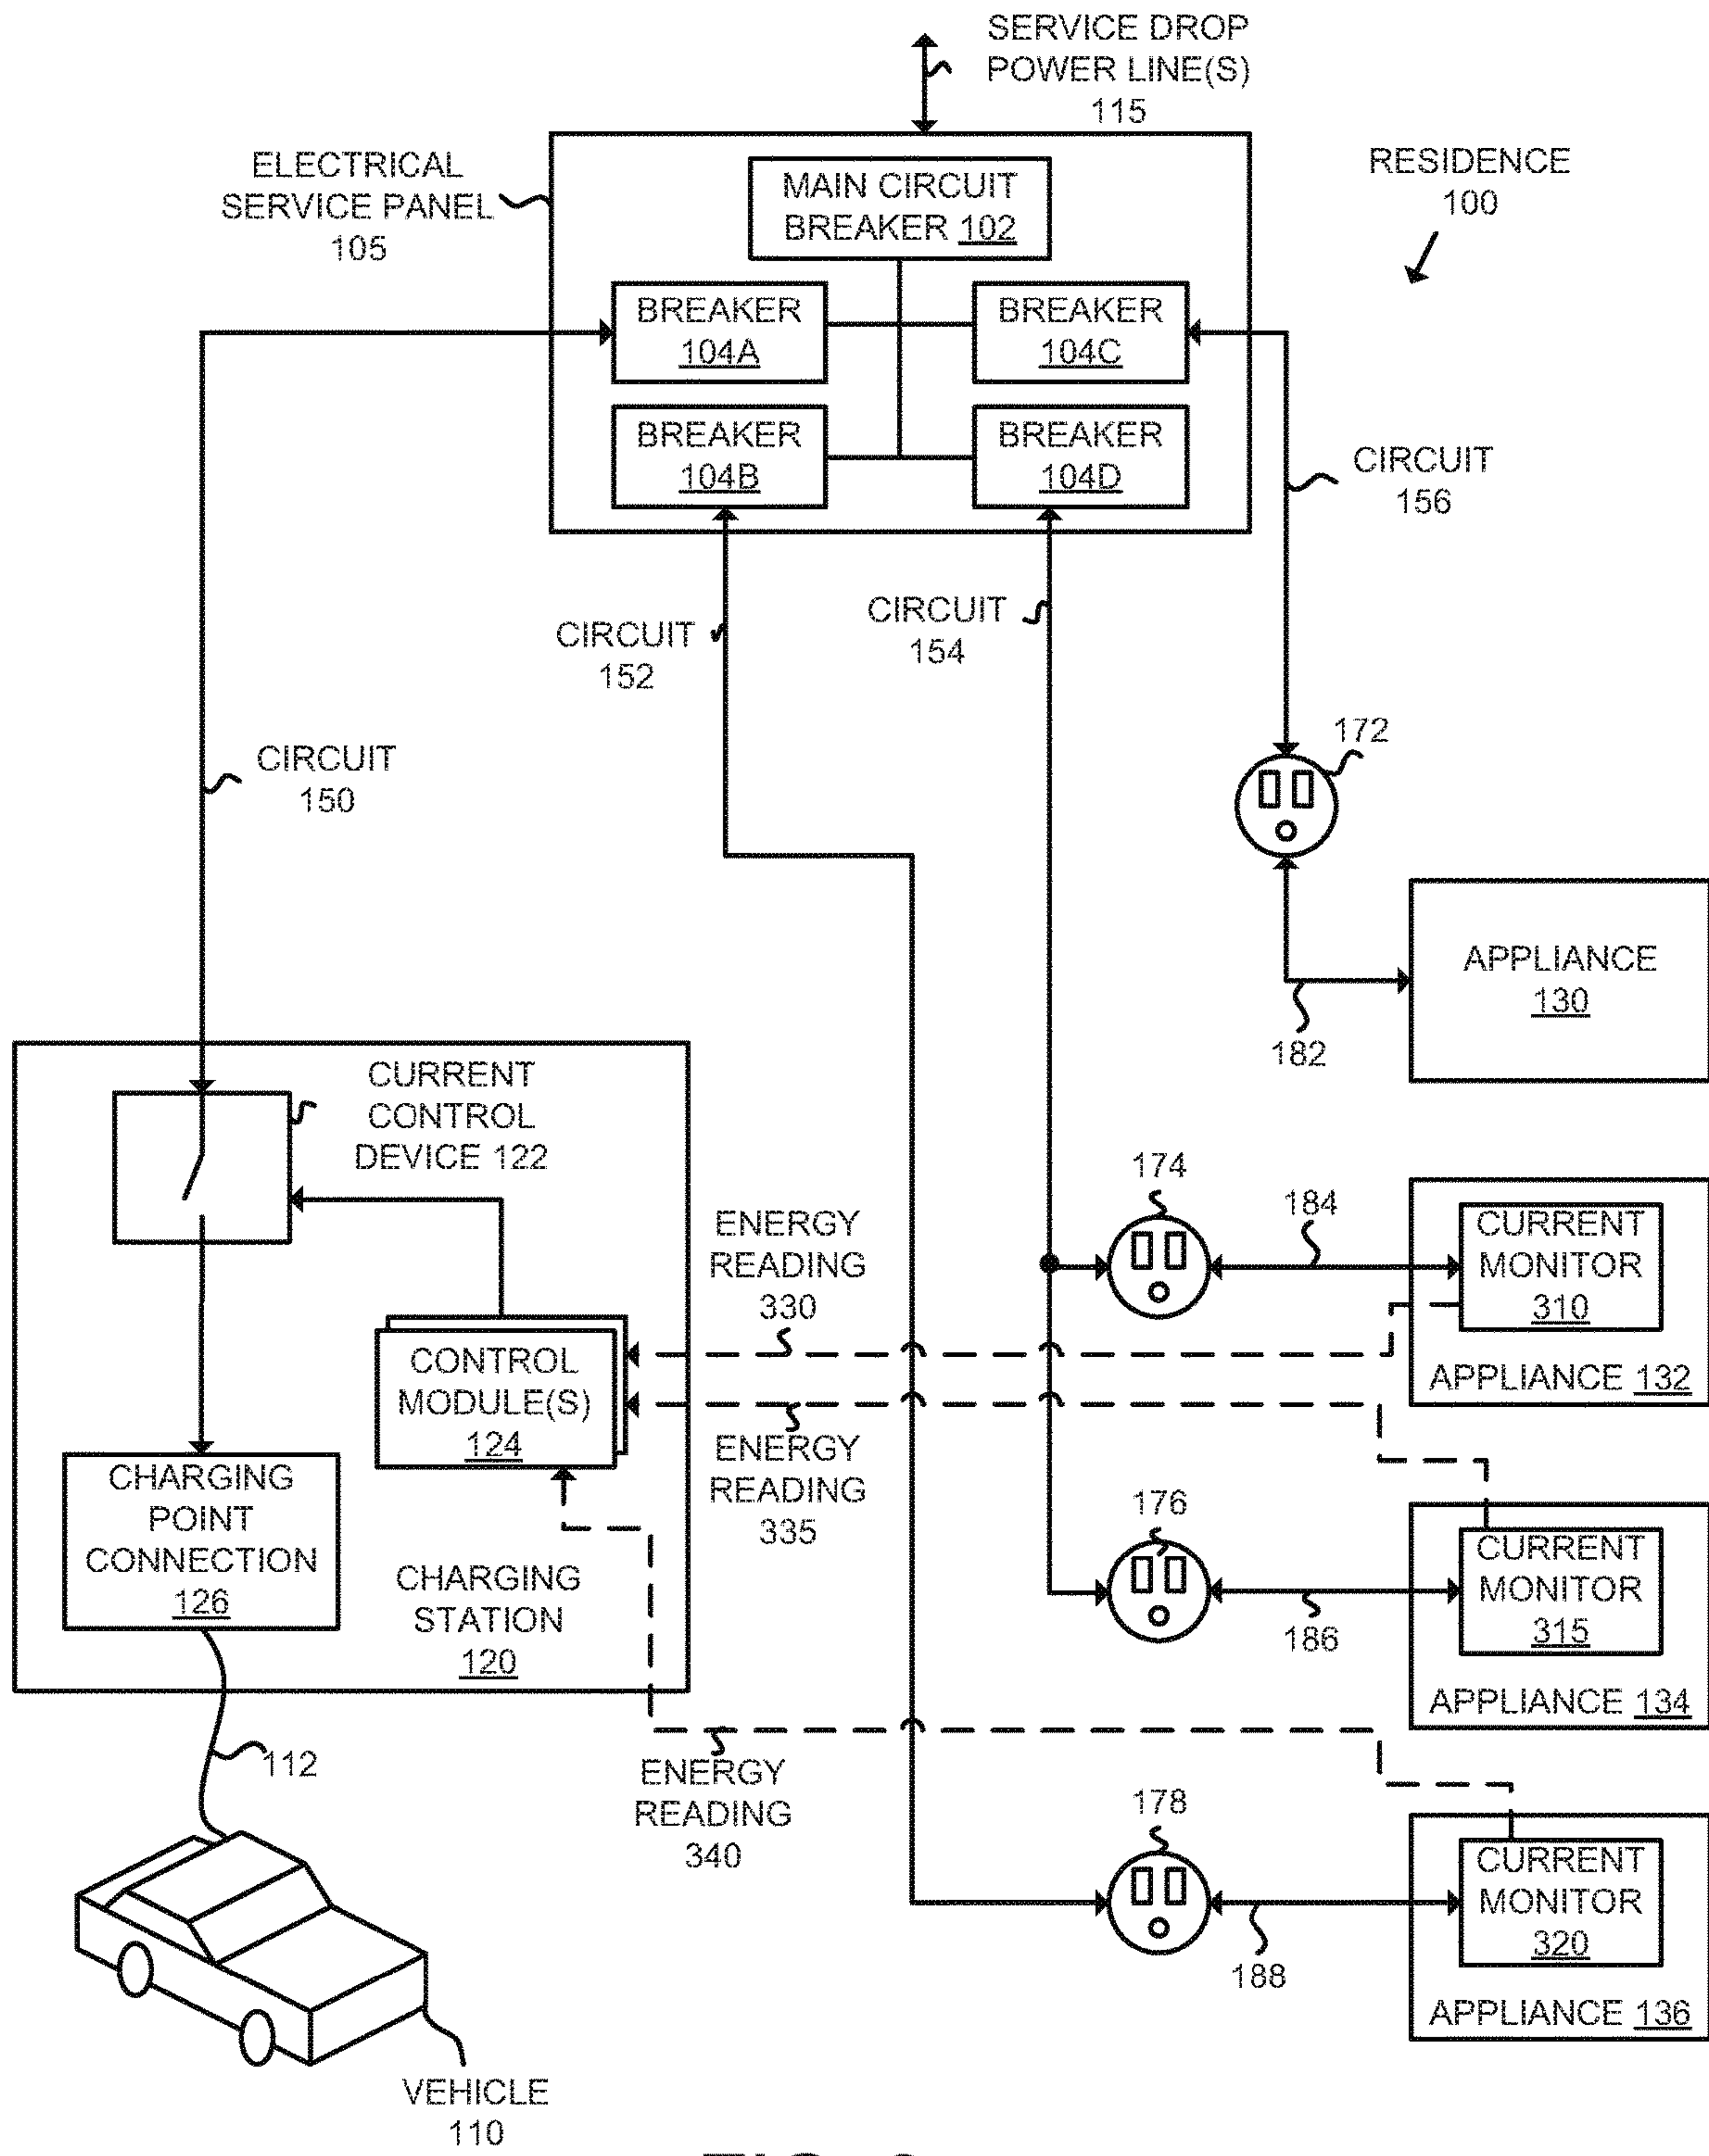 SERVICE DROP
POWER LINE(S)
115
ELECTRICAL
SERVICE PANEL
105
RESIDENCE
100
MAIN CIRCUIT
BREAKER 102
BREAKER
104A
BREAKER
104C
BREAKER
104B
BREAKER
104D
CIRCUIT
156
CIRCUIT
152
CIRCUIT
154
CIRCUIT
150
172
APPLIANCE
130
182
CURRENT
CONTROL
DEVICE 122
174
184
CURRENT
MONITOR
310
APPLIANCE 132
ENERGY
READING
330
CONTROL
MODULE(S)
124
ENERGY
READING
335
CHARGING
POINT
CONNECTION
126
CHARGING
STATION
120
176
186
CURRENT
MONITOR
315
APPLIANCE 134
112
ENERGY
READING
340
178
188
CURRENT
MONITOR
320
APPLIANCE 136
VEHICLE
110